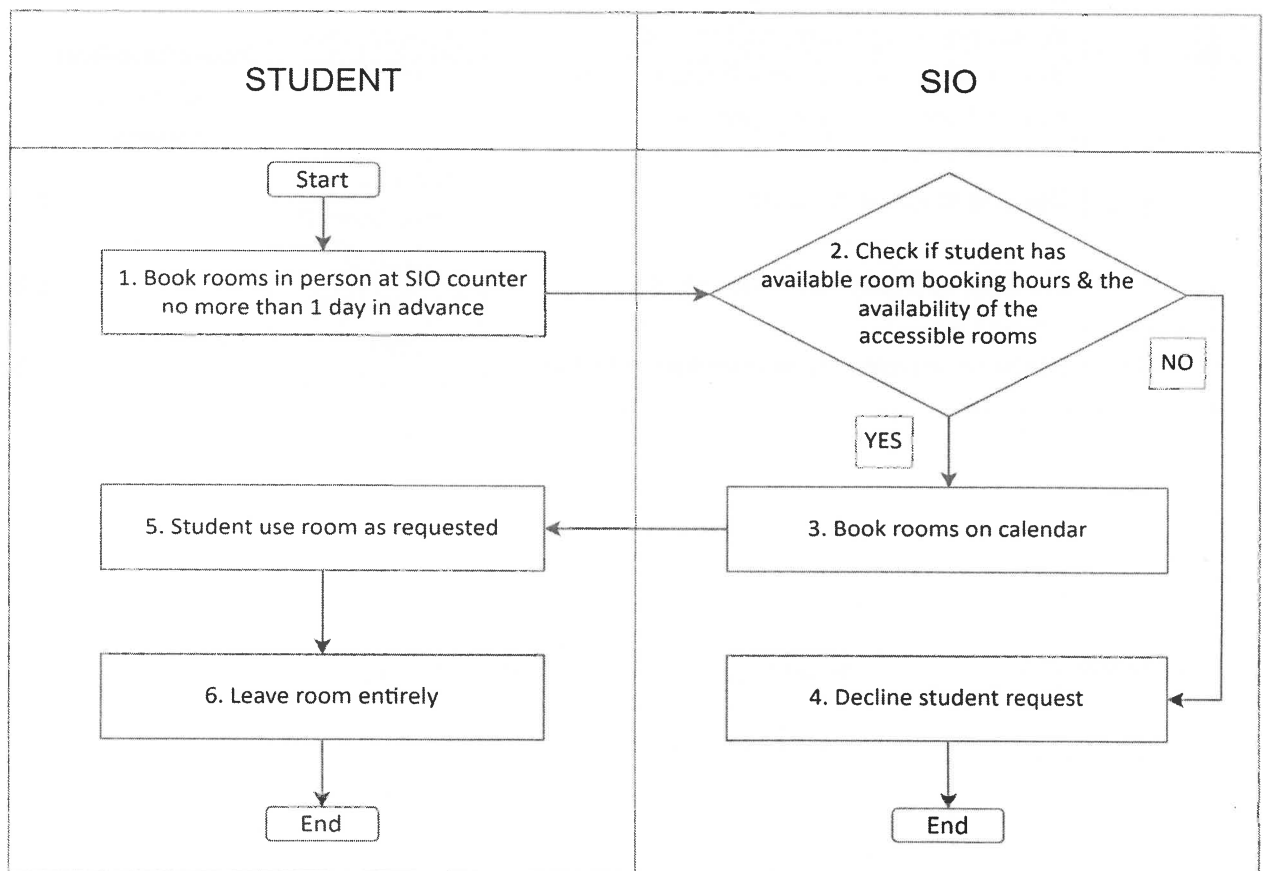 STUDENT
SIO
Start
1. Book rooms in person at SIO counter
no more than 1 day in advance
2. Check if student has
available room booking hours & the
availability of the
accessible rooms
NO
YES
3. Book rooms on calendar
5. Student use room as requested
4. Decline student request
6. Leave room entirely
End
End